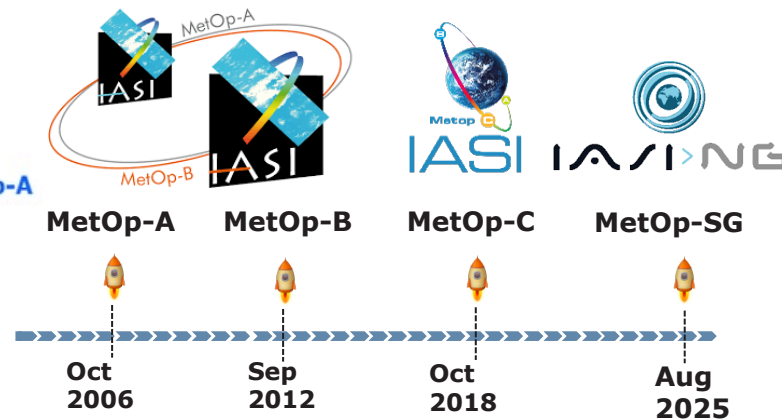 MetOp-A
IASI
IASI
MetOp-B
B
A
Metop C
IASI
IASI>NG
p-A
MetOp-A MetOp-B MetOp-C MetOp-SG
Oct Sep Oct Aug
2006 2012 2018 2025